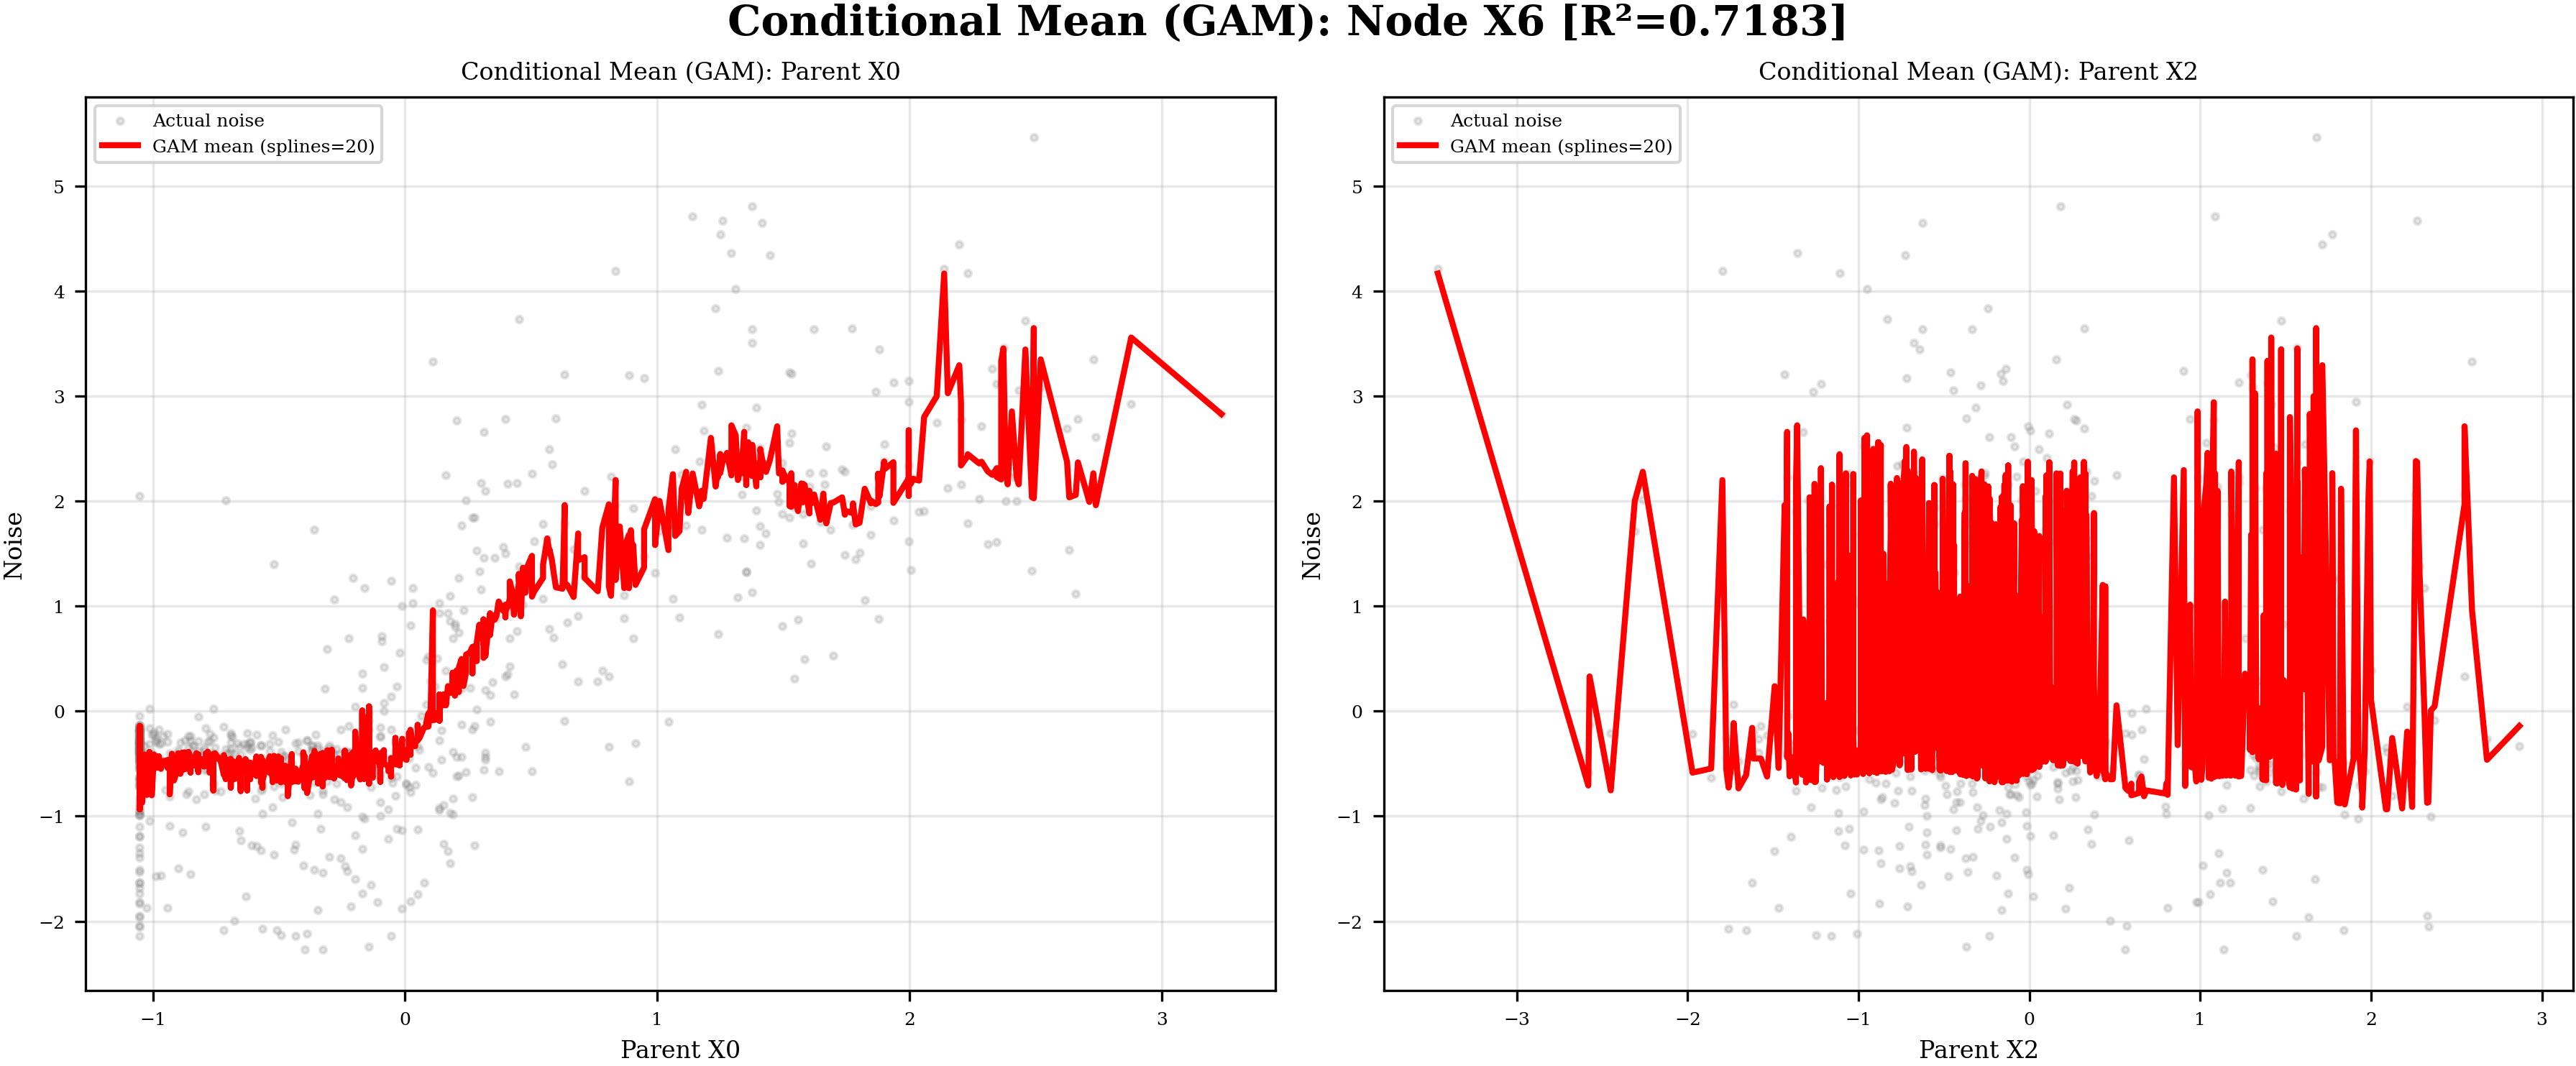 Conditional Mean (GAM): Node X6 [R²=0.7183]
Conditional Mean (GAM): Parent X0
Actual noise
GAM mean (splines=20)
Noise
5
4
3
2
1
0
−1
−2
−1
0
1
2
3
Parent X0
Conditional Mean (GAM): Parent X2
Actual noise
GAM mean (splines=20)
Noise
5
4
3
2
1
0
−1
−2
−3
−2
−1
0
1
2
3
Parent X2